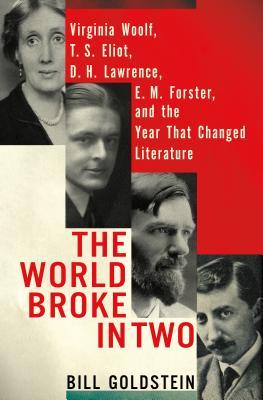 Virginia Woolf,
T. S. Eliot,
D. H. Lawrence,
E. M. Forster,
and the
Year That Changed
Literature
THE
WORLD
BROKE
IN TWO
BILL GOLDSTEIN